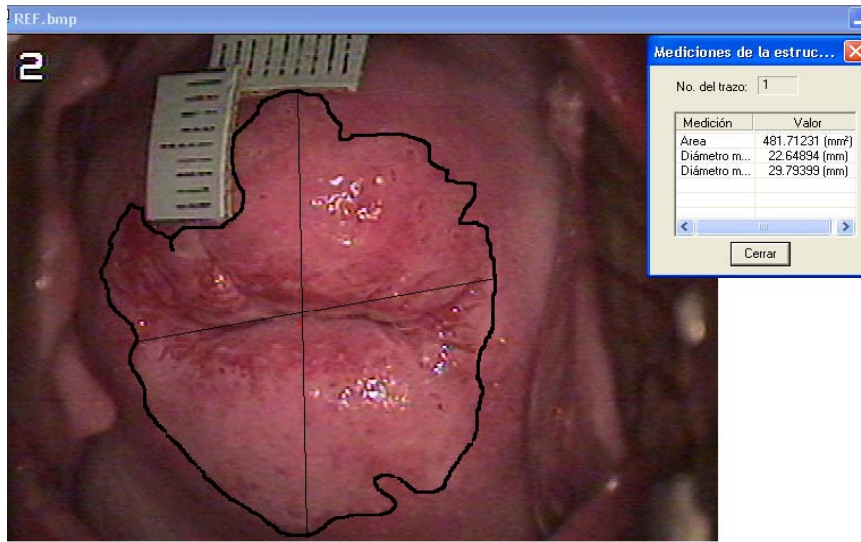 REF.bmp
2
Mediciones de la estruc...
No. del trazo: 1
Medición Valor
Area 481.71231 (mm²)
Diámetro m... 22.64894 (mm)
Diámetro m... 29.79399 (mm)
Cerrar